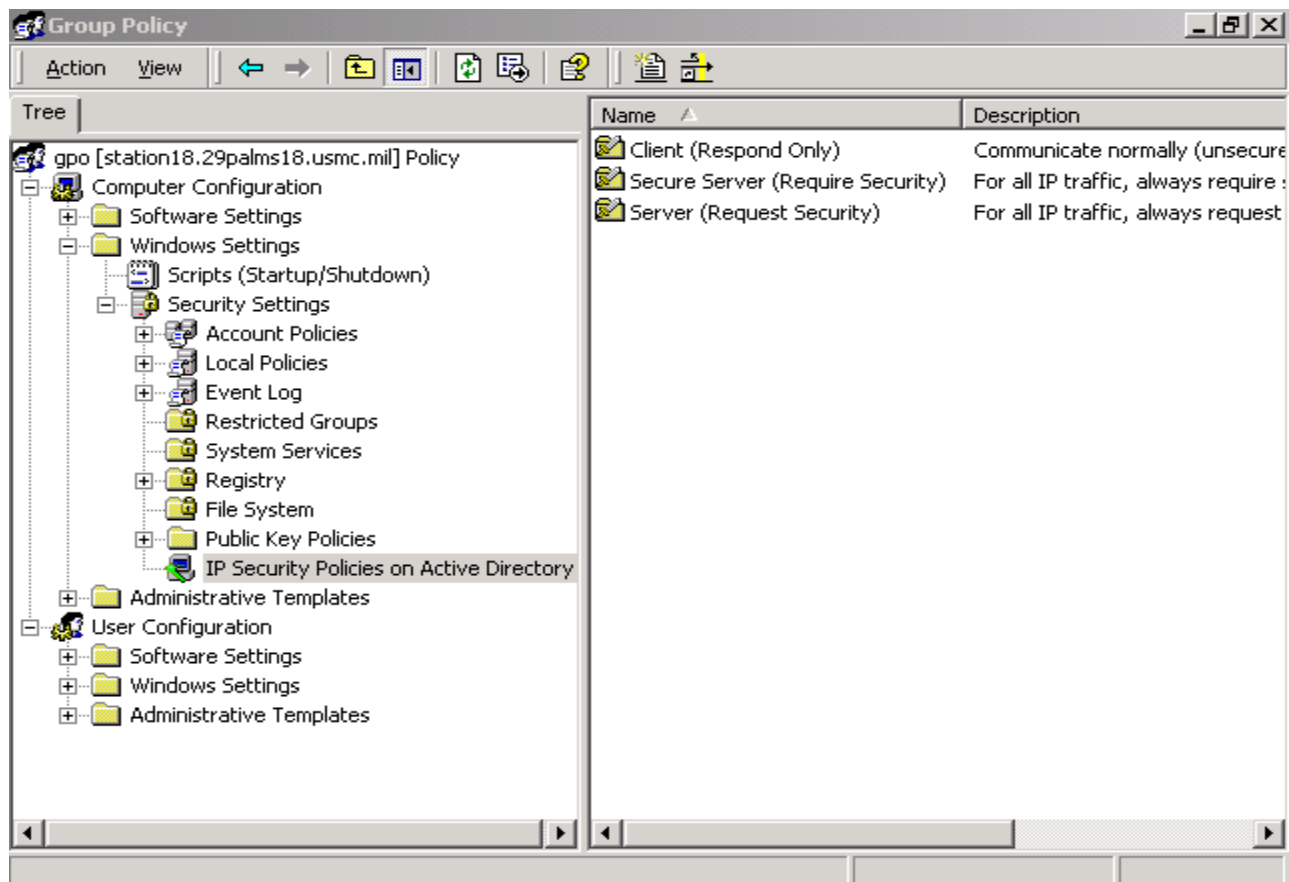 Group Policy
Action View
Tree
gpo [station18.29palms18.usmc.mil] Policy
Computer Configuration
Software Settings
Windows Settings
Scripts (Startup/Shutdown)
Security Settings
Account Policies
Local Policies
Event Log
Restricted Groups
System Services
Registry
File System
Public Key Policies
IP Security Policies on Active Directory
Administrative Templates
User Configuration
Software Settings
Windows Settings
Administrative Templates
Name Description
Client (Respond Only) Communicate normally (unsecure
Secure Server (Require Security) For all IP traffic, always require
Server (Request Security) For all IP traffic, always request